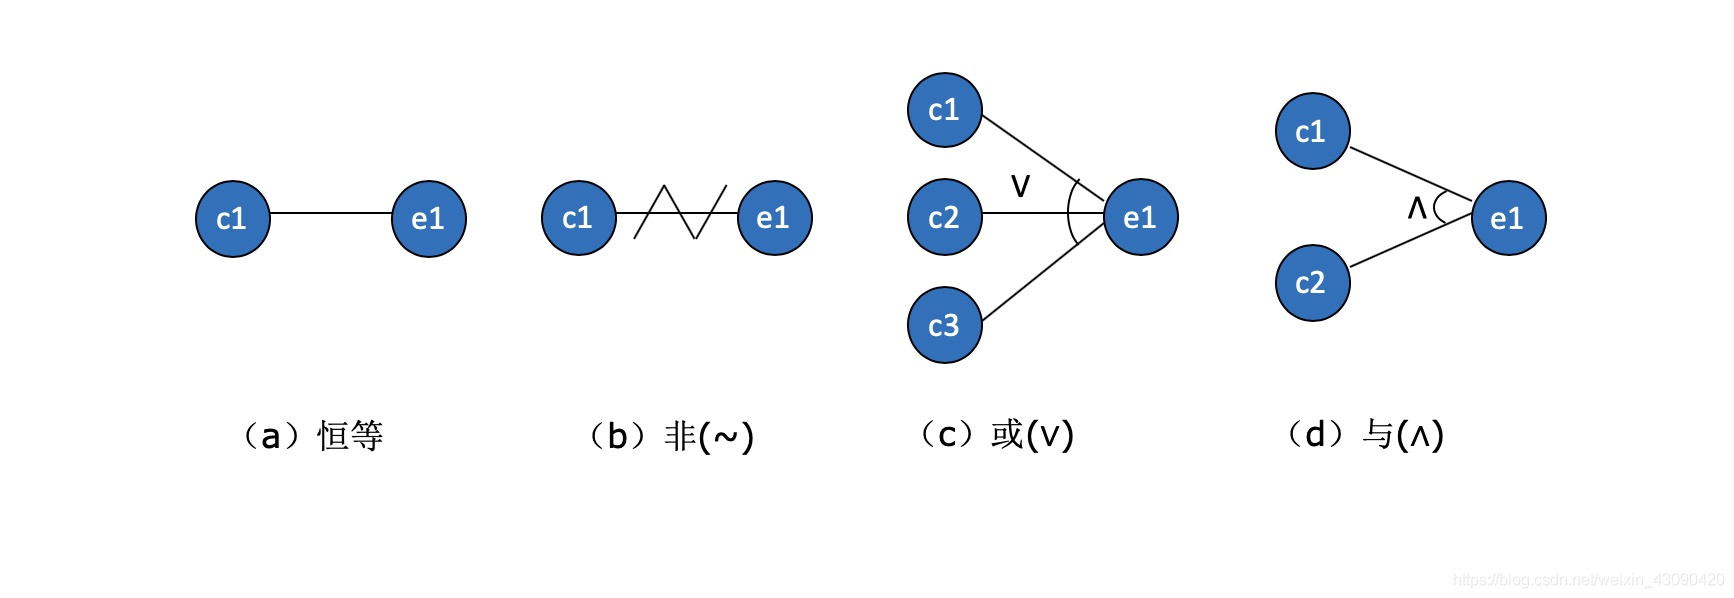 c1 e1
（a）恒等
c1 e1
（b）非(~)
c1
c2
c3
∨
e1
（c）或(∨)
c1
c2
∧
e1
（d）与(∧)
https://blog.csdn.net/weixin_43090420